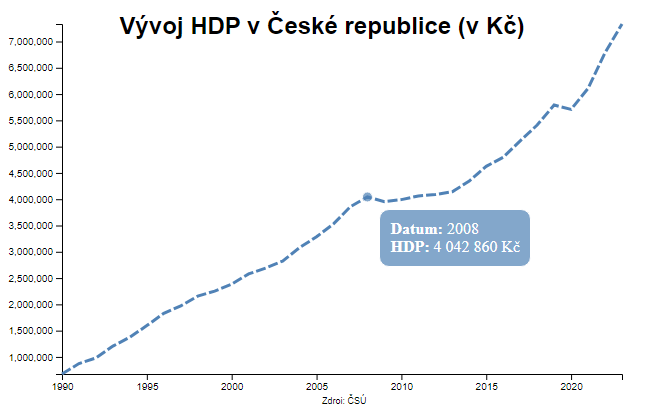 Vývoj HDP v České republice (v Kč)
7,000,000
6,500,000
6,000,000
5,500,000
5,000,000
4,500,000
4,000,000
3,500,000
3,000,000
2,500,000
2,000,000
1,500,000
1,000,000
Datum: 2008
HDP: 4 042 860 Kč
1990 1995 2000 2005 2010 2015 2020
Zdroj: ČSÚ